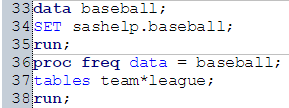 33 data baseball;
34 SET sashelp.baseball;
35 run;
36 proc freq data = baseball;
37 tables team*league;
38 run;